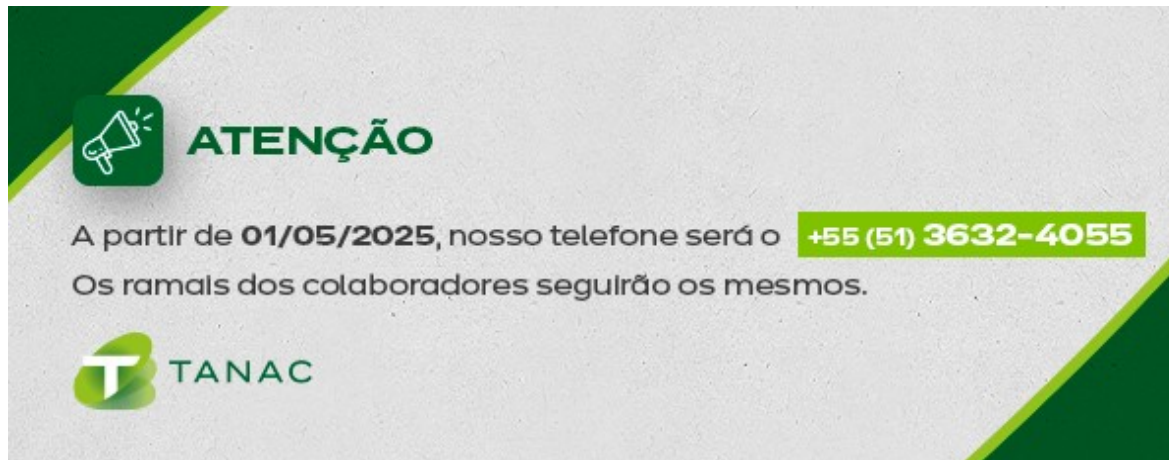 ATENÇÃO
A partir de 01/05/2025, nosso telefone será o +55 (51) 3632-4055
Os ramais dos colaboradores seguirão os mesmos.
T TANAC